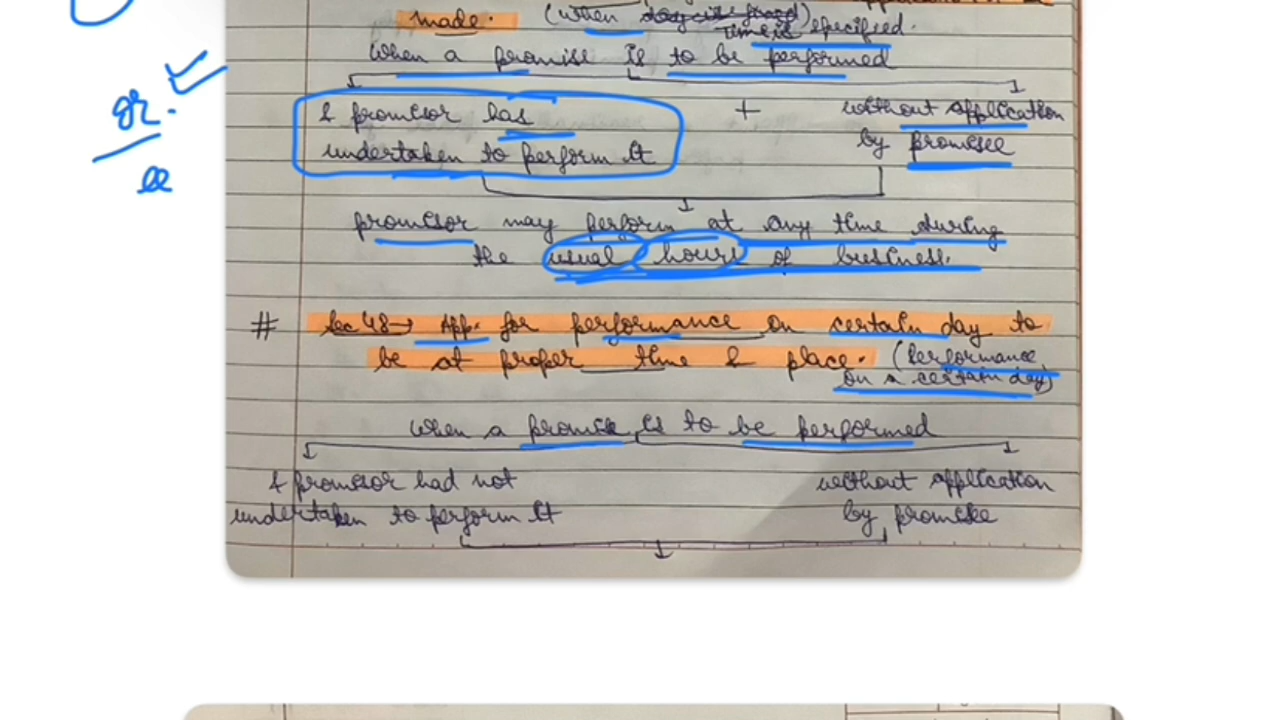 made. (when day is fixed)
time is specified.
when a promise is to be performed
& promisor has + without application
undertaken to perform it by promisee
promisor may perform at any time during
the usual hours of business.
# Sec 48→ App. for performance on certain day to
be at proper time & place. (Performance
on a certain day)
when a promise is to be performed
& promisor had not without application
undertaken to perform it by promisee